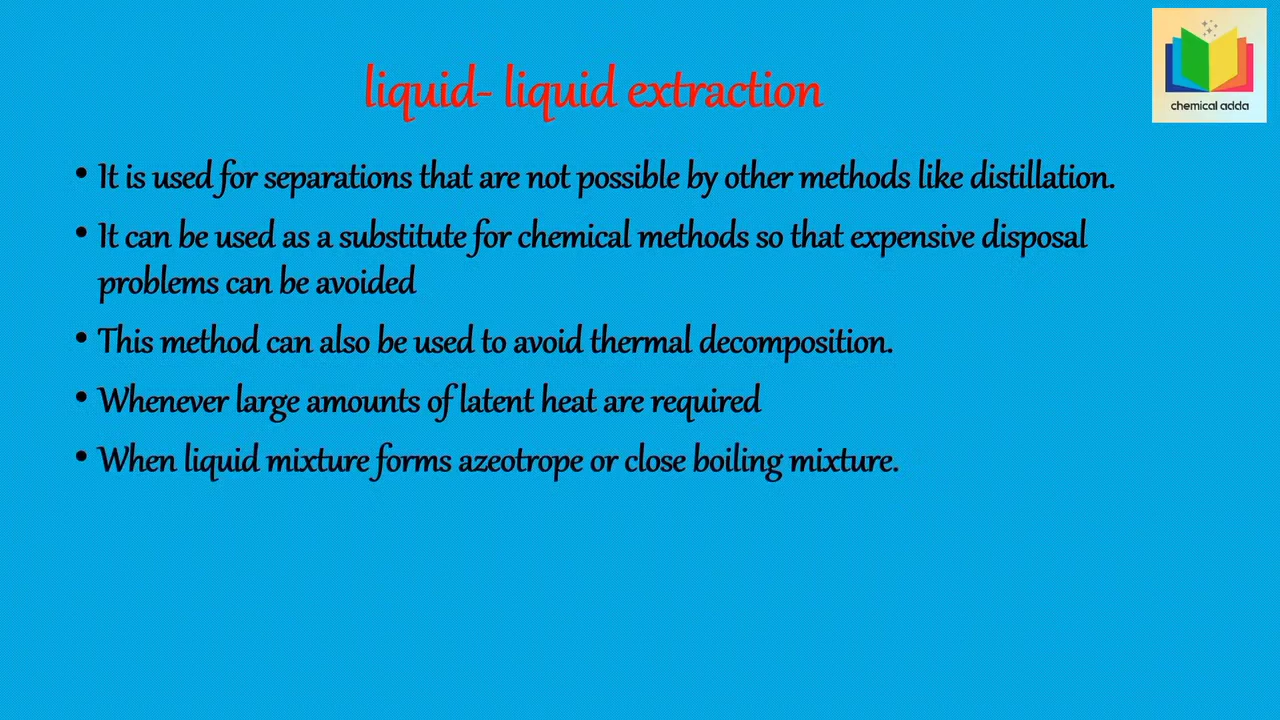 chemical adda
liquid- liquid extraction
• It is used for separations that are not possible by other methods like distillation.
• It can be used as a substitute for chemical methods so that expensive disposal
problems can be avoided
• This method can also be used to avoid thermal decomposition.
• Whenever large amounts of latent heat are required
• When liquid mixture forms azeotrope or close boiling mixture.